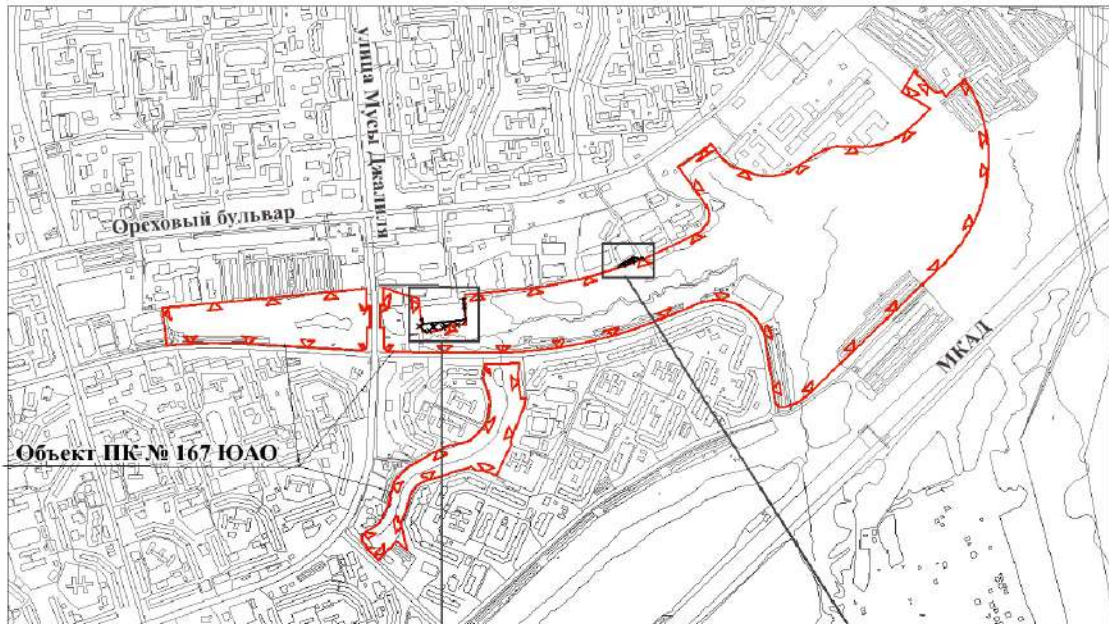 улица Мусы Джалиля
Ореховый бульвар
МКАД
Объект ПК № 167 ЮАО